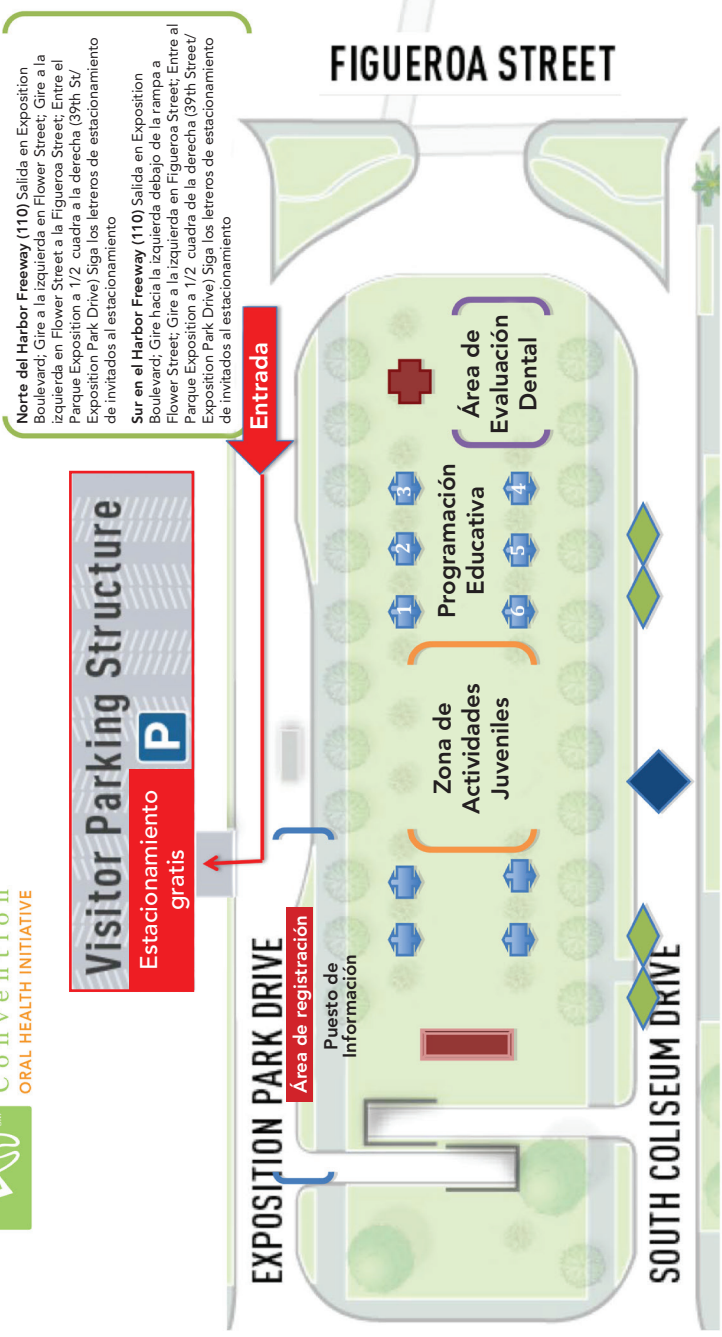 Convention
ORAL HEALTH INITIATIVE
Norte del Harbor Freeway (110) Salida en Exposition
Boulevard; Gire a la izquierda en Flower Street; Gire a la
izquierda en Flower Street a la Figueroa Street; Entre el
Parque Exposition a 1/2 cuadra a la derecha (39th St/
Exposition Park Drive) Siga los letreros de estacionamiento
de invitados al estacionamiento
Sur en el Harbor Freeway (110) Salida en Exposition
Boulevard; Gire hacia la izquierda debajo de la rampa a
Flower Street; Gire a la izquierda en Figueroa Street; Entre al
Parque Exposition a 1/2 cuadra de la derecha (39th Street/
Exposition Park Drive) Siga los letreros de estacionamiento
de invitados al estacionamiento
Visitor Parking Structure
Estacionamiento
gratis
P
Entrada
EXPOSITION PARK DRIVE
Área de registración
Puesto de
Información
1
2
3
Zona de
Actividades
Juveniles
Programación
Educativa
Área de
Evaluación
Dental
6
5
4
SOUTH COLISEUM DRIVE
FIGUEROA STREET